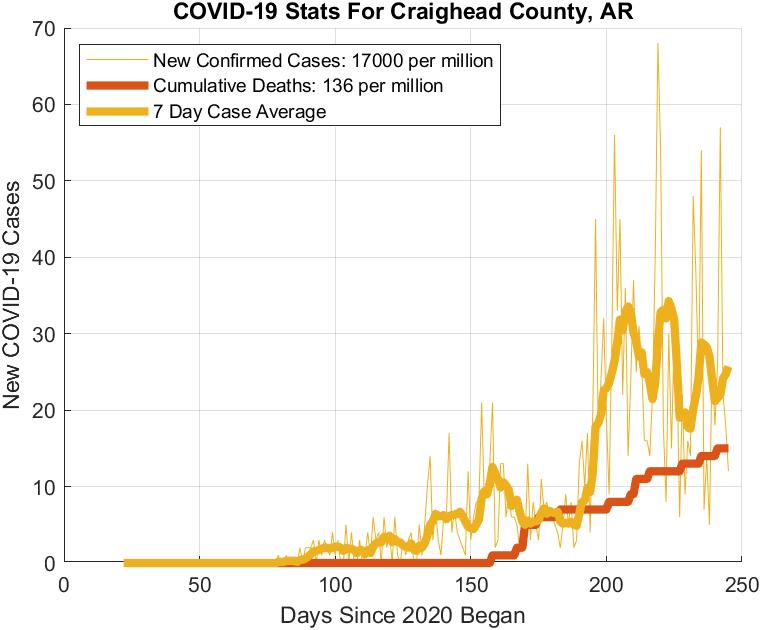 COVID-19 Stats For Craighead County, AR
70
60
50
40
30
20
10
0
New COVID-19 Cases
New Confirmed Cases: 17000 per million
Cumulative Deaths: 136 per million
7 Day Case Average
0
50
100
150
200
250
Days Since 2020 Began